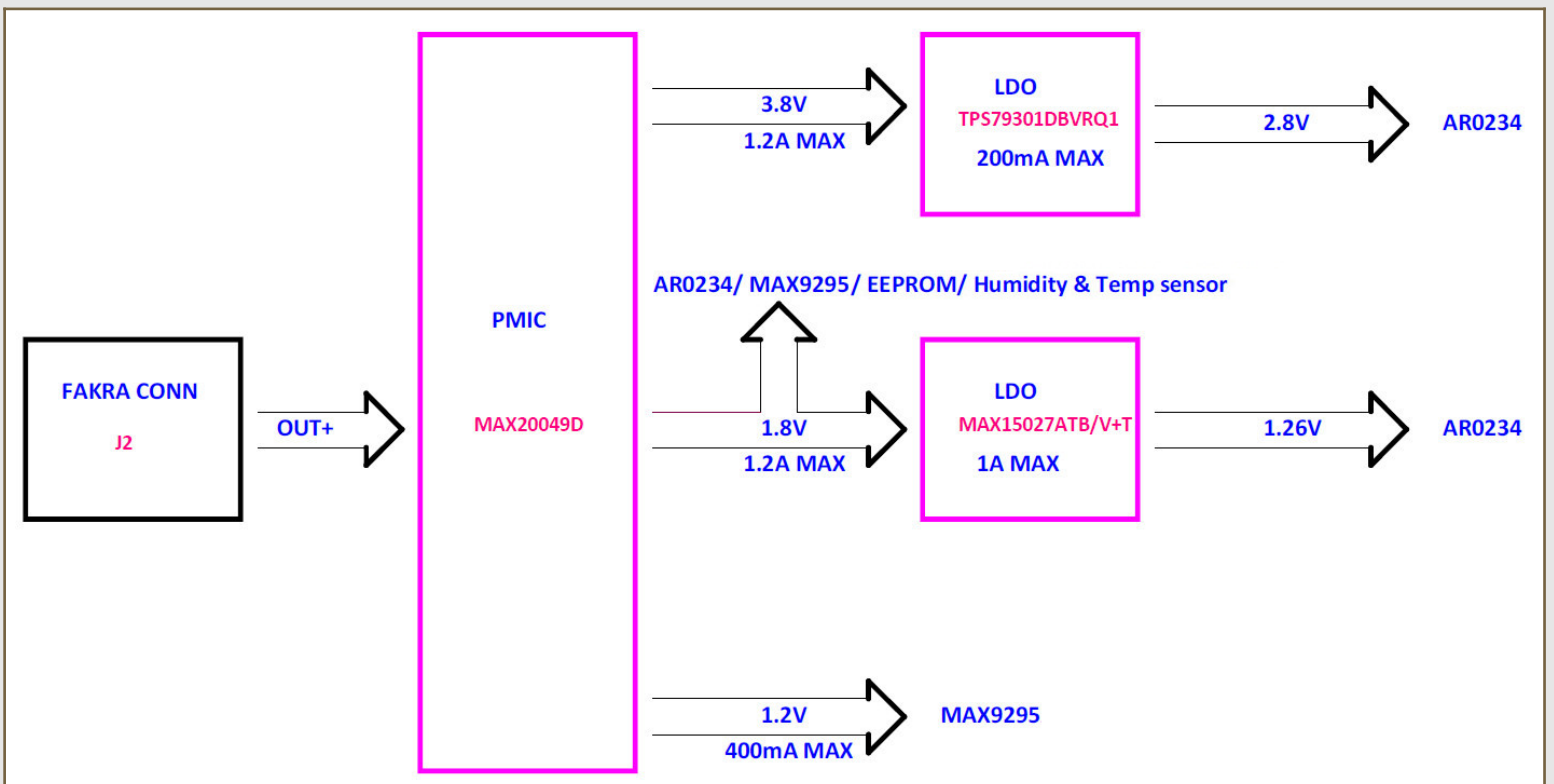 3.8V
1.2A MAX
LDO
TPS79301DBVRQ1
200mA MAX
2.8V
AR0234
AR0234/ MAX9295/ EEPROM/ Humidity & Temp sensor
PMIC
MAX20049D
FAKRA CONN
J2
OUT+
1.8V
1.2A MAX
LDO
MAX15027ATB/V+T
1A MAX
1.26V
AR0234
1.2V
400mA MAX
MAX9295